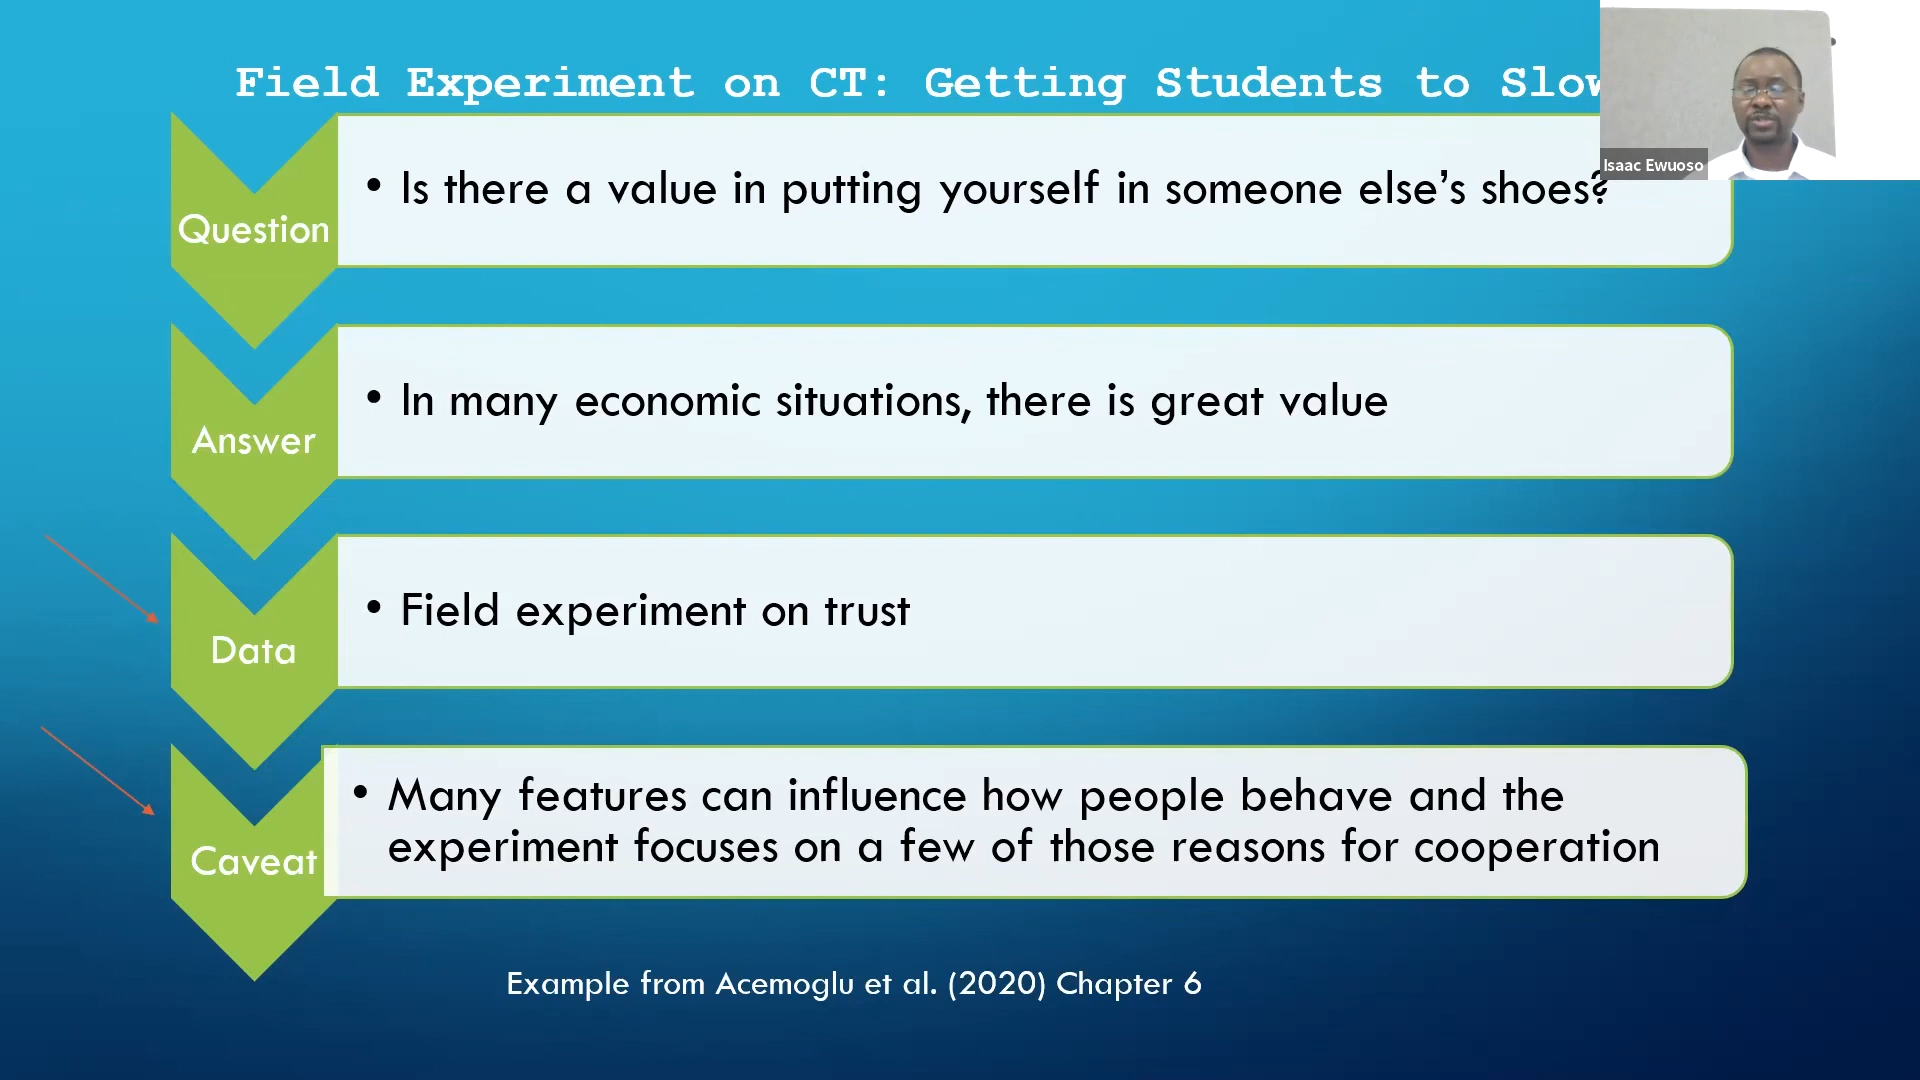 Field Experiment on CT: Getting Students to Slow
Isaac Ewuoso
Question
• Is there a value in putting yourself in someone else’s shoes?
Answer
• In many economic situations, there is great value
Data
• Field experiment on trust
Caveat
• Many features can influence how people behave and the
experiment focuses on a few of those reasons for cooperation
Example from Acemoglu et al. (2020) Chapter 6